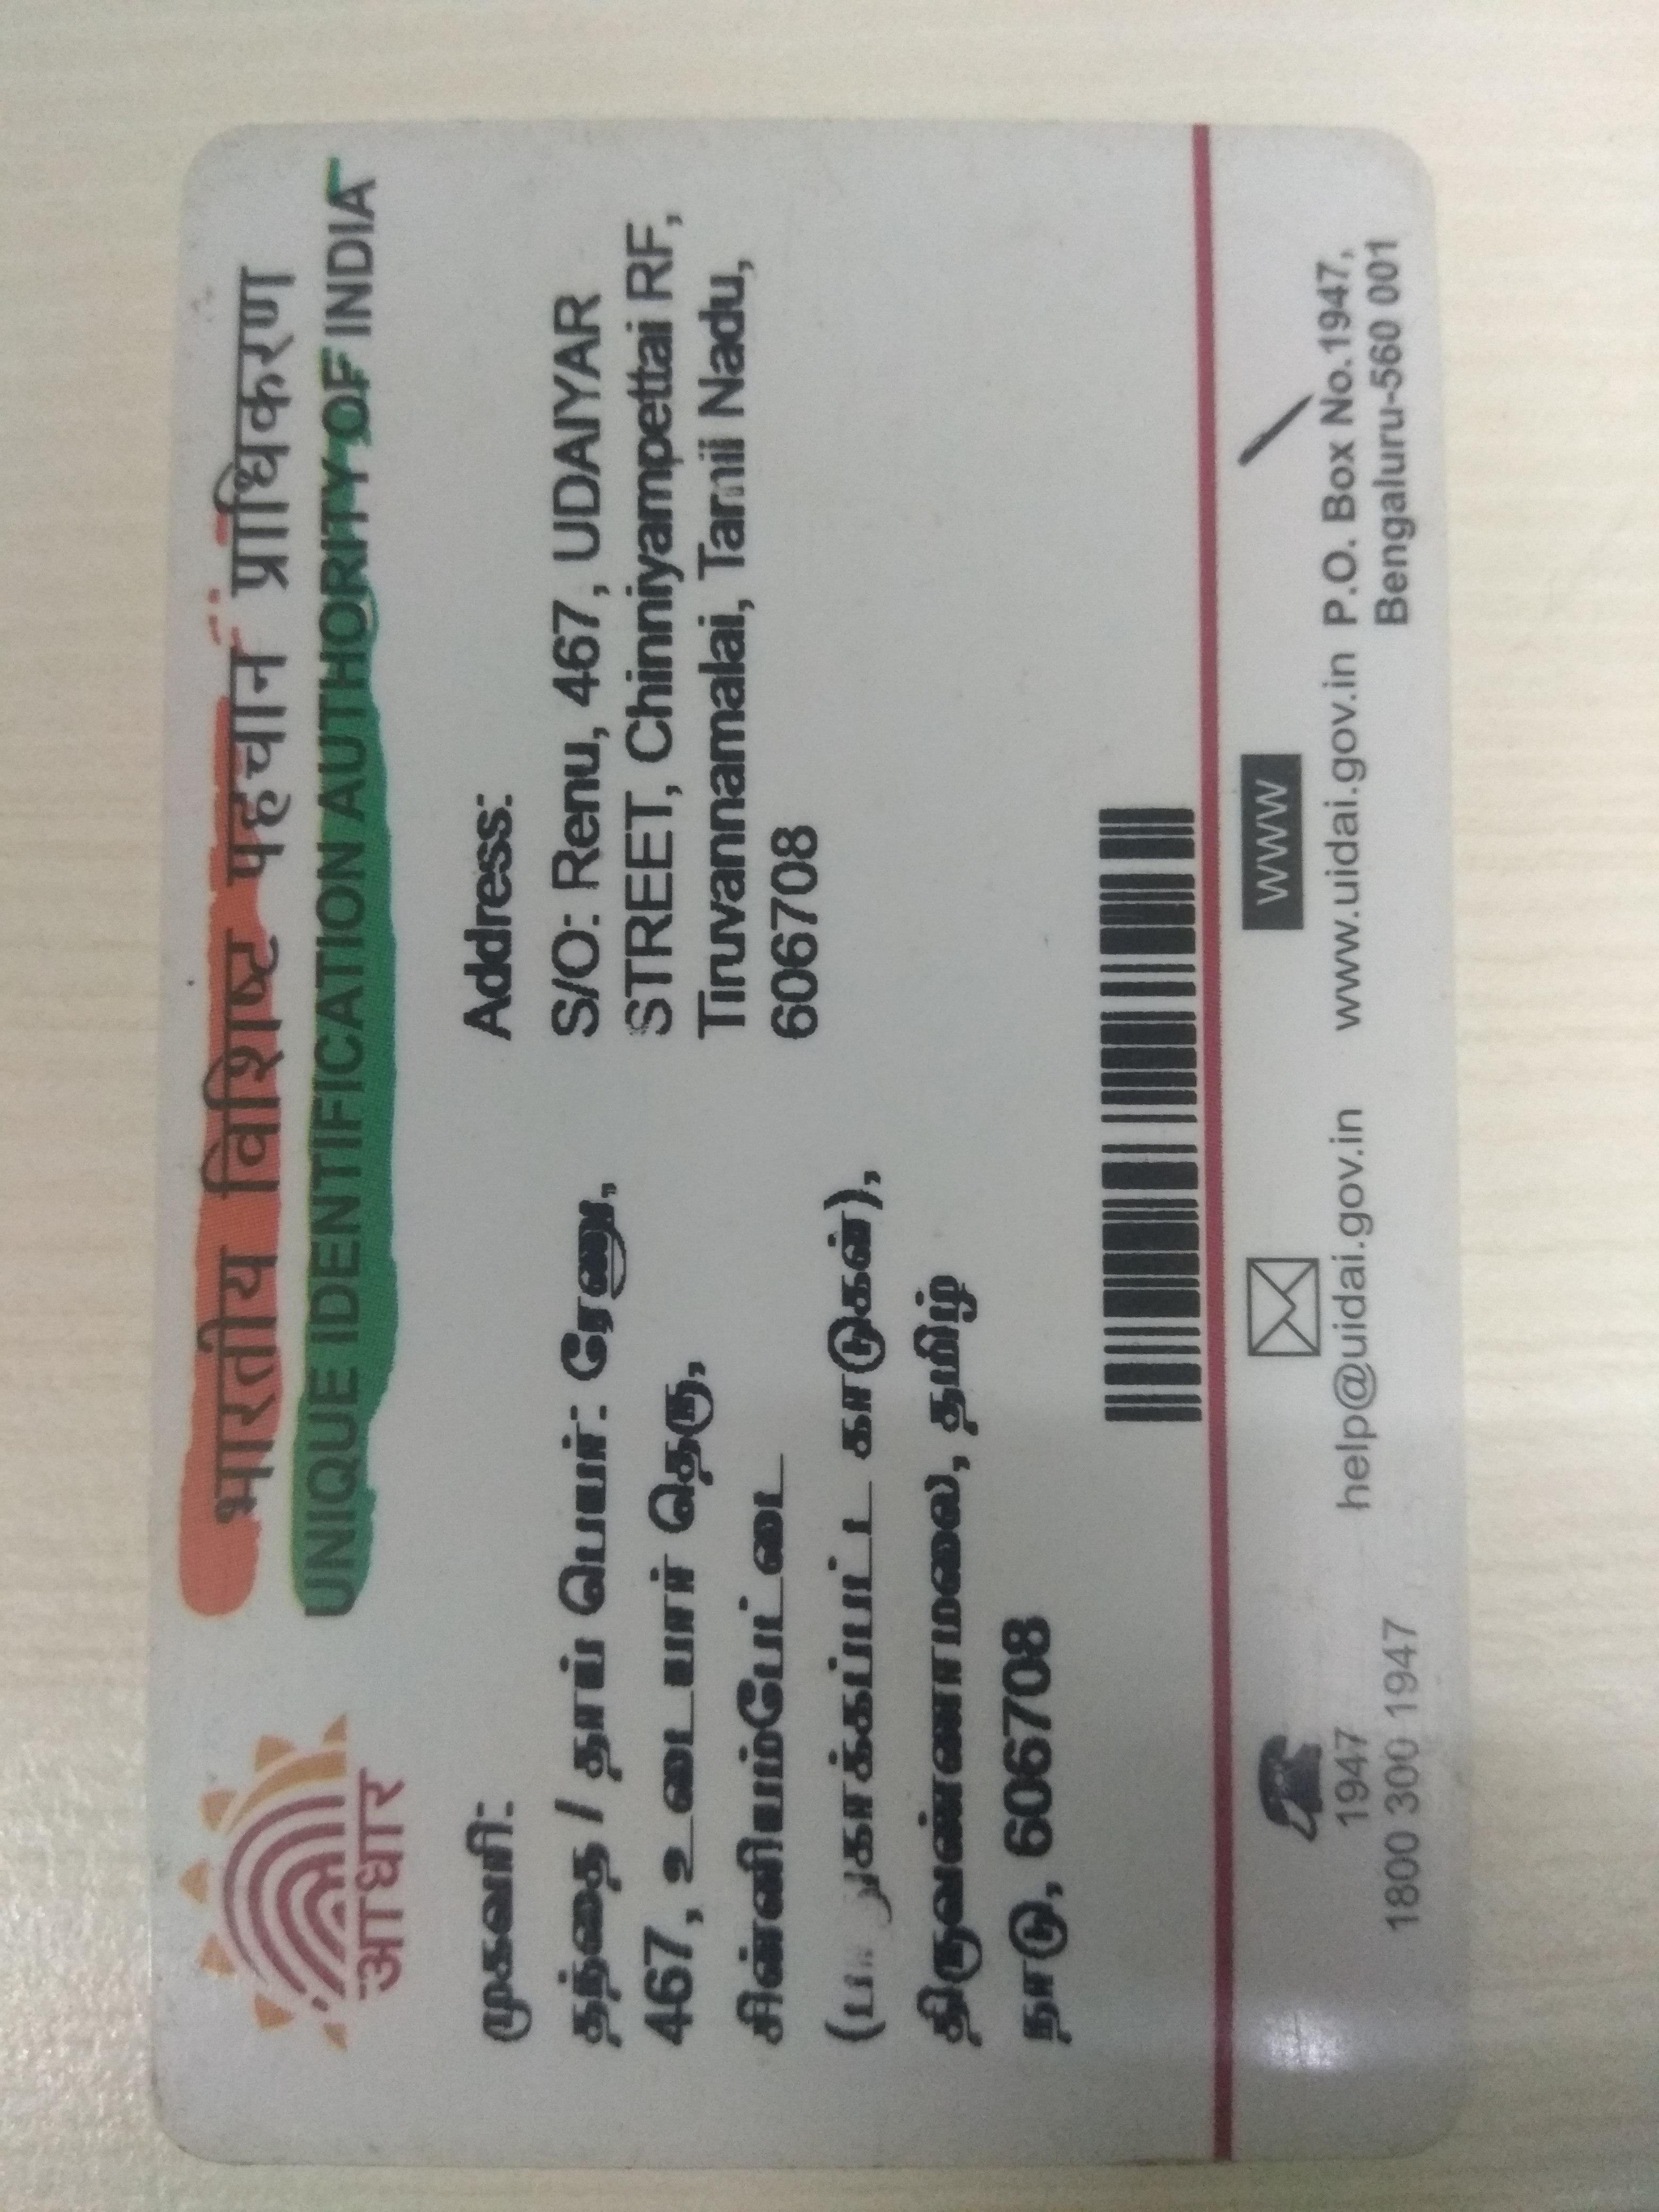 भारतीय विशिष्ट पहचान प्राधिकरण
UNIQUE IDENTIFICATION AUTHORITY OF INDIA
आधार
முகவரி:
தந்தை / தாய் பெயர்: ரேணு,
467, உடையார் தெரு,
சின்னியம்பேட்டை
காடுகள்),
திருவண்ணாமலை, தமிழ்
நாடு, 606708
Address:
S/O: Renu, 467, UDAIYAR
STREET, Chinniyampettai RF,
Tiruvannamalai, Tamil Nadu,
606708
1947
1800 300 1947
help@uidai.gov.in
WWW
www.uidai.gov.in
P.O. Box No.1947,
Bengaluru-560 001